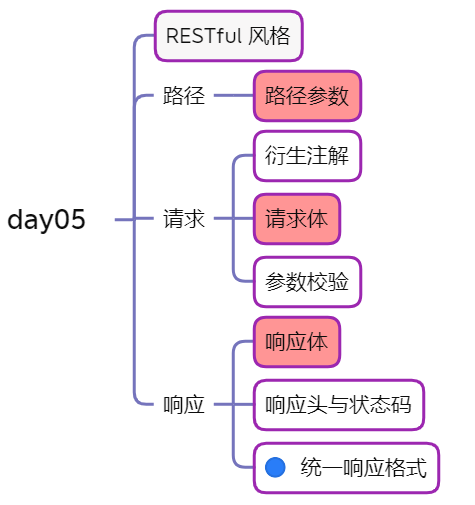 day05
RESTful 风格
路径
路径参数
请求
衍生注解
请求体
参数校验
响应
响应体
响应头与状态码
统一响应格式